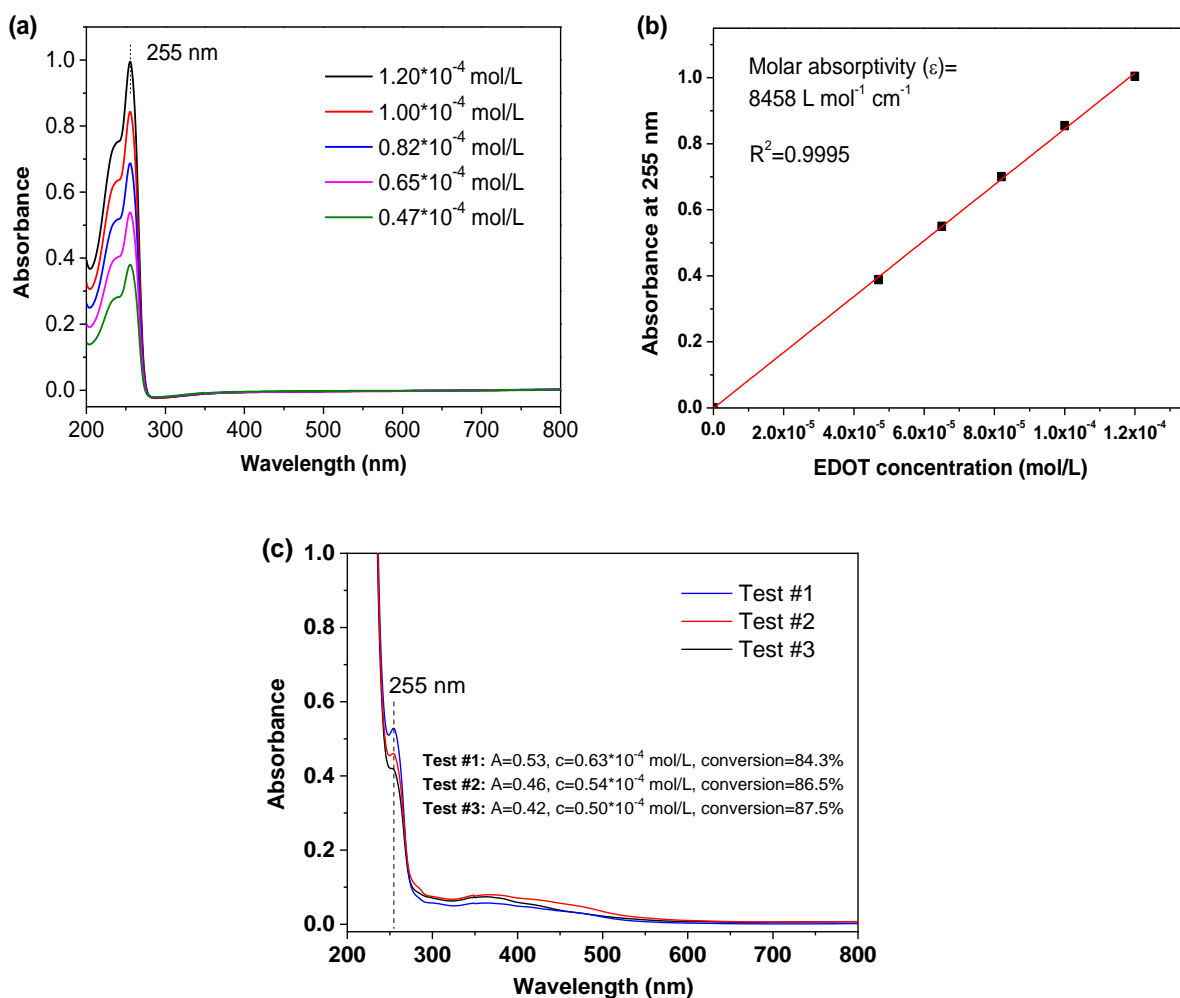 (a)
255 nm
1.20*10⁻⁴ mol/L
1.00*10⁻⁴ mol/L
0.82*10⁻⁴ mol/L
0.65*10⁻⁴ mol/L
0.47*10⁻⁴ mol/L
Absorbance
1.0
0.8
0.6
0.4
0.2
0.0
200 300 400 500 600 700 800
Wavelength (nm)
(b)
Molar absorptivity (ε)=
8458 L mol⁻¹ cm⁻¹
R²=0.9995
Absorbance at 255 nm
1.0
0.8
0.6
0.4
0.2
0.0
0.0 2.0x10⁻⁵ 4.0x10⁻⁵ 6.0x10⁻⁵ 8.0x10⁻⁵ 1.0x10⁻⁴ 1.2x10⁻⁴
EDOT concentration (mol/L)
(c)
Test #1
Test #2
Test #3
255 nm
Test #1: A=0.53, c=0.63*10⁻⁴ mol/L, conversion=84.3%
Test #2: A=0.46, c=0.54*10⁻⁴ mol/L, conversion=86.5%
Test #3: A=0.42, c=0.50*10⁻⁴ mol/L, conversion=87.5%
Absorbance
1.0
0.8
0.6
0.4
0.2
0.0
200 300 400 500 600 700 800
Wavelength (nm)